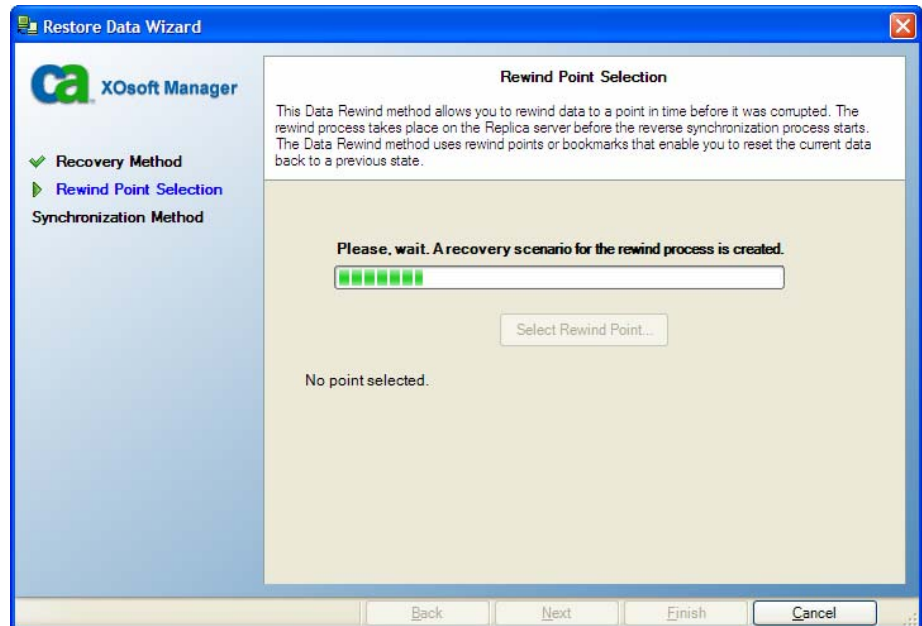 Restore Data Wizard
ca
XOsoft Manager
Recovery Method
Rewind Point Selection
Synchronization Method
Rewind Point Selection
This Data Rewind method allows you to rewind data to a point in time before it was corrupted. The
rewind process takes place on the Replica server before the reverse synchronization process starts.
The Data Rewind method uses rewind points or bookmarks that enable you to reset the current data
back to a previous state.
Please, wait. A recovery scenario for the rewind process is created.
Select Rewind Point...
No point selected.
Back
Next
Finish
Cancel